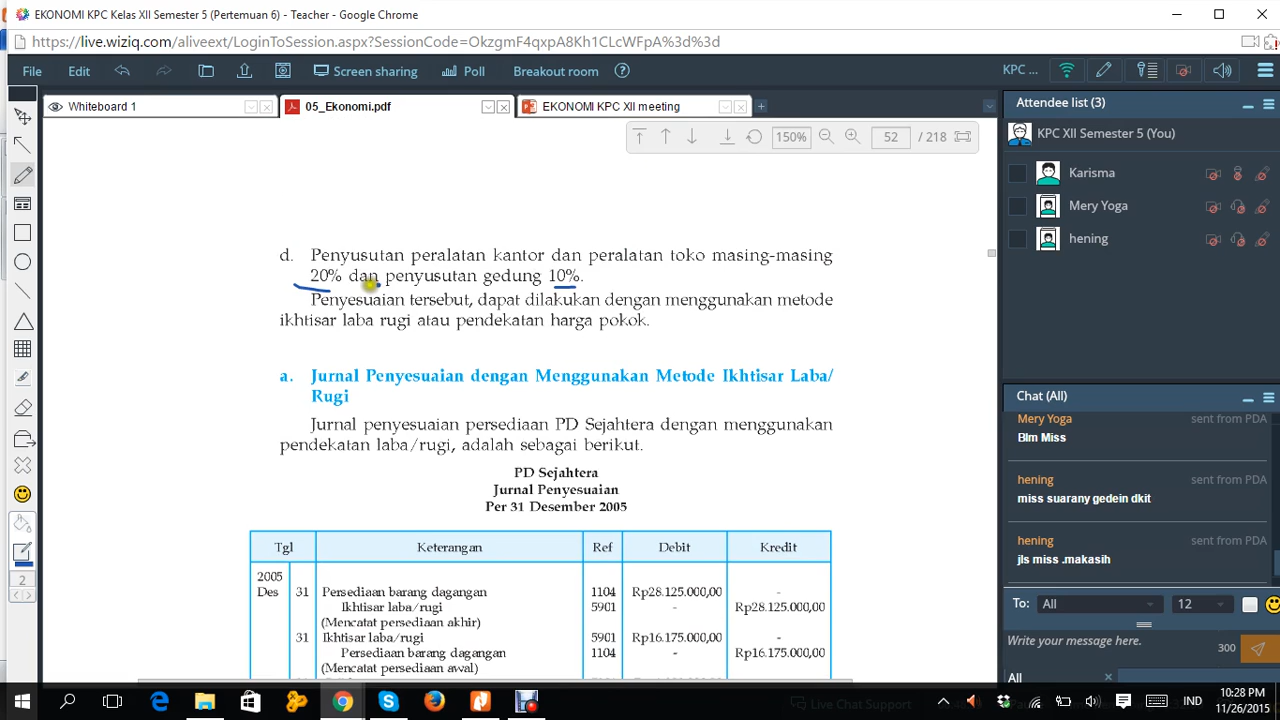 EKONOMI KPC Kelas XII Semester 5 (Pertemuan 6) - Teacher - Google Chrome
https://live.wiziq.com/aliveext/LoginToSession.aspx?SessionCode=OkzgmF4qxpA8Kh1CLcWFpA%3d%3d
File Edit Screen sharing Poll Breakout room ? KPC ...
Whiteboard 1 05_Ekonomi.pdf EKONOMI KPC XII meeting
150% 52 / 218
Attendee list (3)
KPC XII Semester 5 (You)
Karisma
Mery Yoga
hening
d. Penyusutan peralatan kantor dan peralatan toko masing-masing
20% dan penyusutan gedung 10%.
Penyesuaian tersebut, dapat dilakukan dengan menggunakan metode
ikhtisar laba rugi atau pendekatan harga pokok.
a. Jurnal Penyesuaian dengan Menggunakan Metode Ikhtisar Laba/
Rugi
Jurnal penyesuaian persediaan PD Sejahtera dengan menggunakan
pendekatan laba/rugi, adalah sebagai berikut.
PD Sejahtera
Jurnal Penyesuaian
Per 31 Desember 2005
Tgl Keterangan Ref Debit Kredit
2005
Des 31 Persediaan barang dagangan 1104 Rp28.125.000,00 -
Ikhtisar laba/rugi 5901 - Rp28.125.000,00
(Mencatat persediaan akhir)
31 Ikhtisar laba/rugi 5901 Rp16.175.000,00 -
Persediaan barang dagangan 1104 - Rp16.175.000,00
(Mencatat persediaan awal)
Chat (All)
Mery Yoga sent from PDA
Blm Miss
hening sent from PDA
miss suarany gedein dkit
hening sent from PDA
jls miss .makasih
To: All 12
Write your message here. 300
All
2
Live Chat Support
IND
10:28 PM
11/26/2015